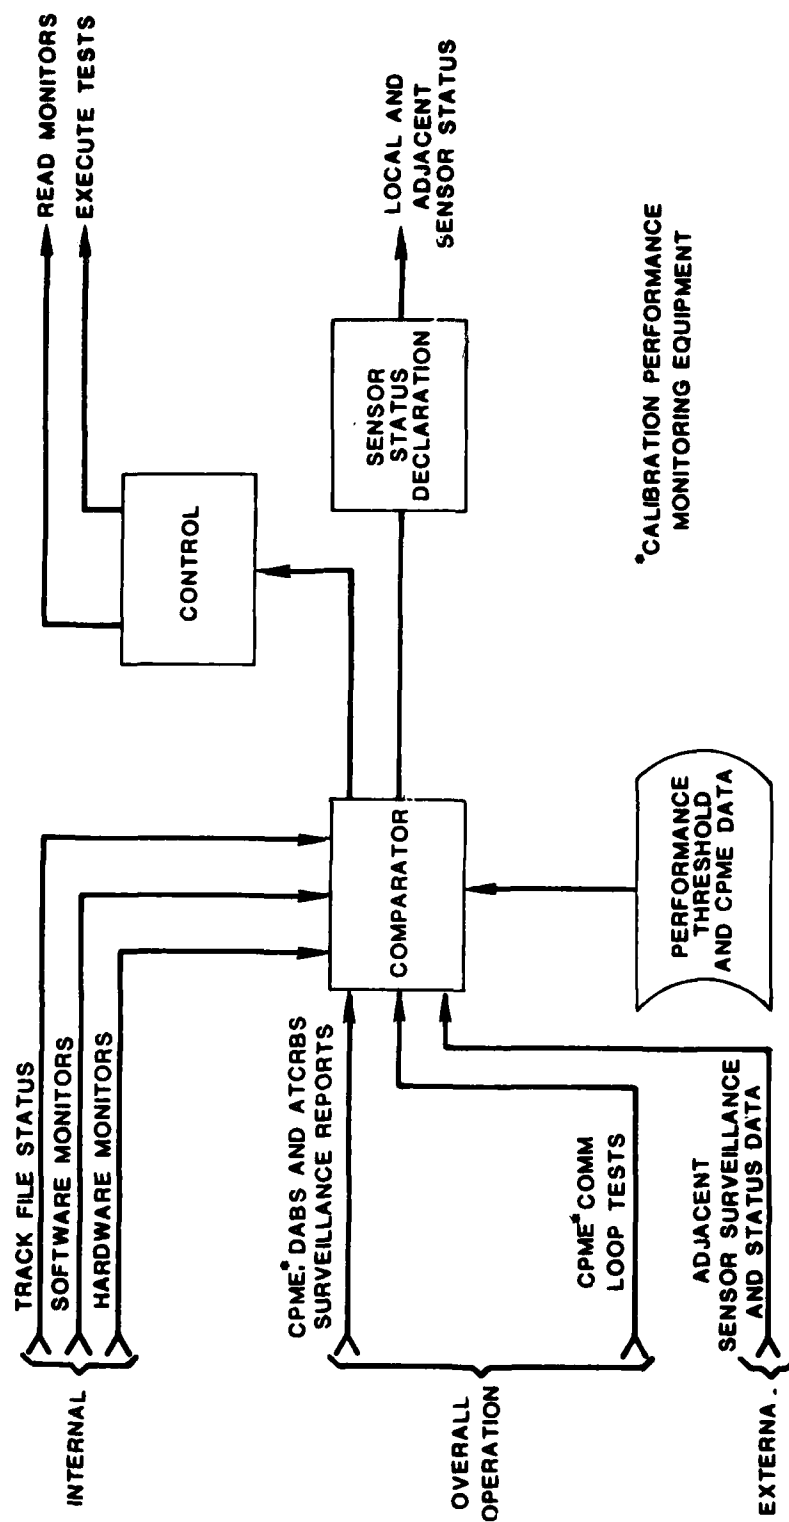 INTERNAL
TRACK FILE STATUS
SOFTWARE MONITORS
HARDWARE MONITORS
OVERALL
OPERATION
CPME,* DABS AND ATCRBS
SURVEILLANCE REPORTS
CPME* COMM
LOOP TESTS
EXTERNA.
ADJACENT
SENSOR SURVEILLANCE
AND STATUS DATA
COMPARATOR
PERFORMANCE
THRESHOLD
AND CPME DATA
CONTROL
READ MONITORS
EXECUTE TESTS
SENSOR
STATUS
DECLARATION
LOCAL AND
ADJACENT
SENSOR STATUS
*CALIBRATION PERFORMANCE
MONITORING EQUIPMENT